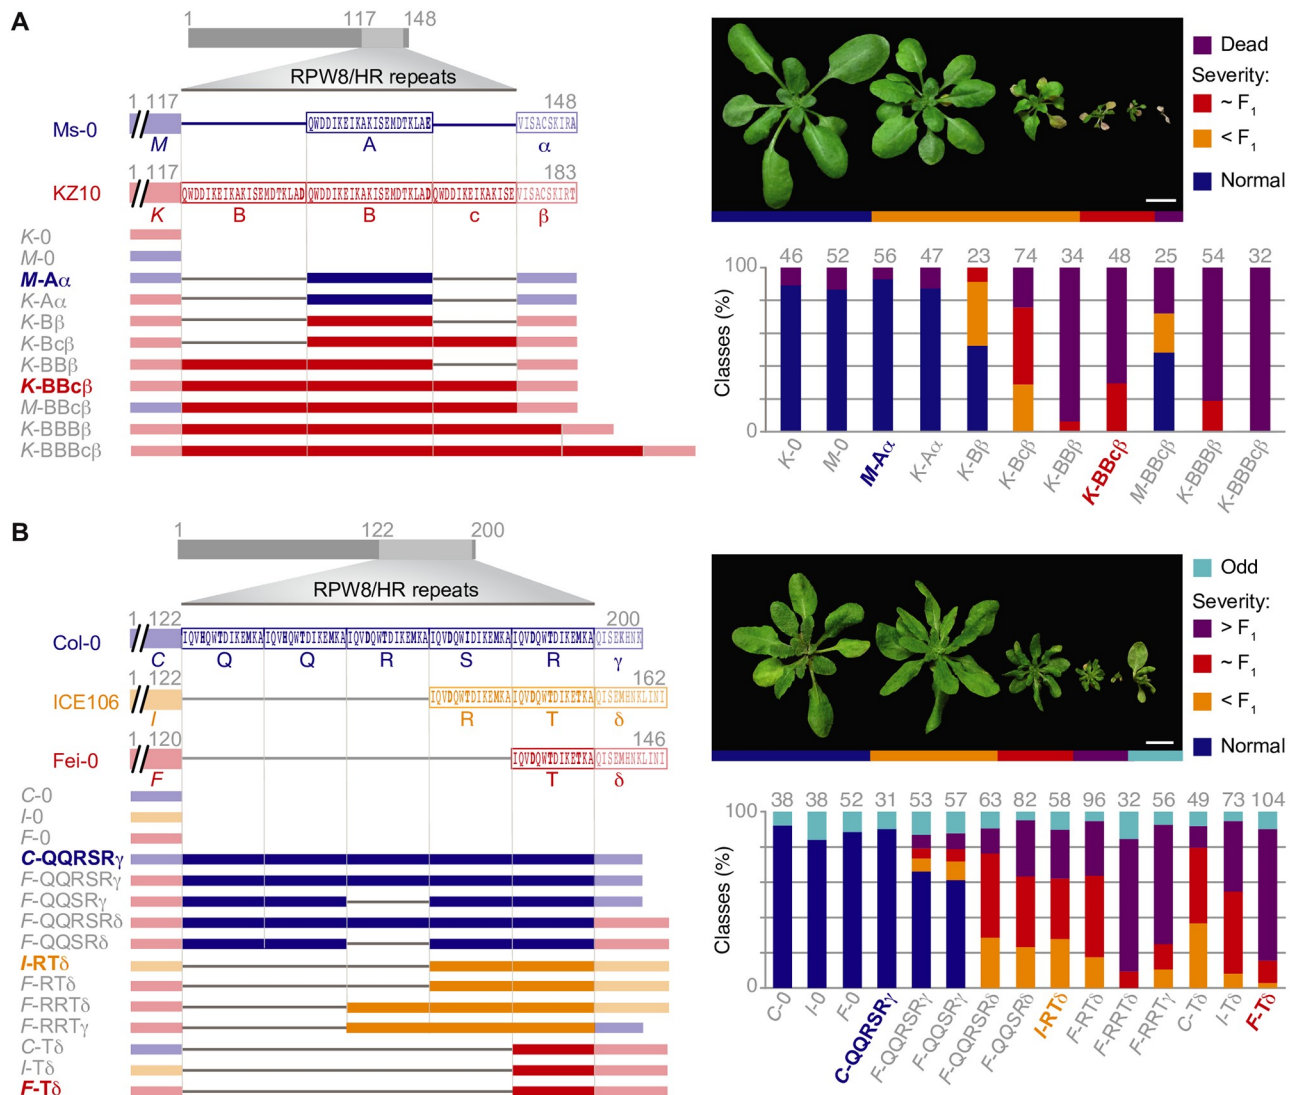 A
1 117 148
RPW8/HR repeats
1 117 148
Ms-0 QWDDIKEIKAKISEMDTKLAE VISACSKIRA
M A α
1 117 183
KZ10 QWDDIKEIKAKISEMDTKLAD QWDDIKEIKAKISEMDTKLAD QWDDIKEIKAKISE VISACSKIRT
K B B c β
K-0
M-0
M-Aα
K-Aα
K-Bβ
K-Bcβ
K-BBβ
K-BBcβ
M-BBcβ
K-BBBβ
K-BBBcβ
Dead
Severity:
~ F1
< F1
Normal
46 52 56 47 23 74 34 48 25 54 32
100
Classes (%)
0
K-0 M-0 M-Aα K-Aα K-Bβ K-Bcβ K-BBβ K-BBcβ M-BBcβ K-BBBβ K-BBBcβ
B
1 122 200
RPW8/HR repeats
1 122 200
Col-0 IQVHQWTDIKEMKA IQVHQWTDIKEMKA IQVDQWTDIKEMKA IQVDQWIDIKEMKA IQVDQWTDIKEMKA QISEKHNK
C Q Q R S R γ
1 122 162
ICE106 IQVDQWTDIKEMKA IQVDQWTDIKETKA QISEMHNKLINI
I R T δ
1 120 146
Fei-0 IQVDQWTDIKETKA QISEMHNKLINI
F T δ
C-0
I-0
F-0
C-QQRSRγ
F-QQRSRγ
F-QQSRγ
F-QQRSRδ
F-QQSRδ
I-RTδ
F-RTδ
F-RRTδ
F-RRTγ
C-Tδ
I-Tδ
F-Tδ
Odd
Severity:
> F1
~ F1
< F1
Normal
38 38 52 31 53 57 63 82 58 96 32 56 49 73 104
100
Classes (%)
0
C-0 I-0 F-0 C-QQRSRγ F-QQRSRγ F-QQSRγ F-QQRSRδ F-QQSRδ I-RTδ F-RTδ F-RRTδ F-RRTγ C-Tδ I-Tδ F-Tδ